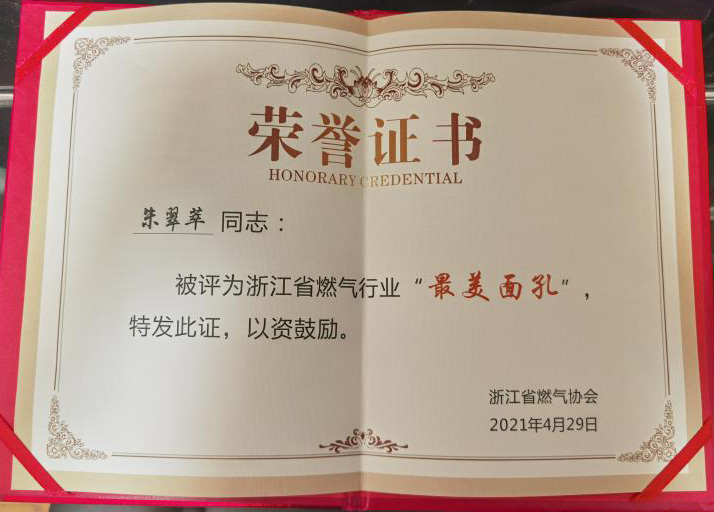 荣誉证书
HONORARY CREDENTIAL
朱翠萃 同志：
被评为浙江省燃气行业“最美面孔”，
特发此证，以资鼓励。
浙江省燃气协会
2021年4月29日